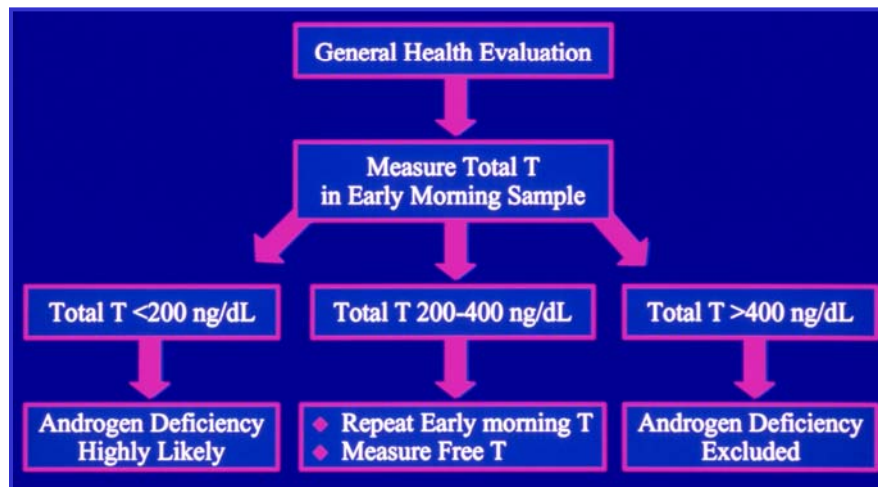 General Health Evaluation
Measure Total T
in Early Morning Sample
Total T <200 ng/dL
Total T 200-400 ng/dL
Total T >400 ng/dL
Androgen Deficiency
Highly Likely
◆ Repeat Early morning T
◆ Measure Free T
Androgen Deficiency
Excluded